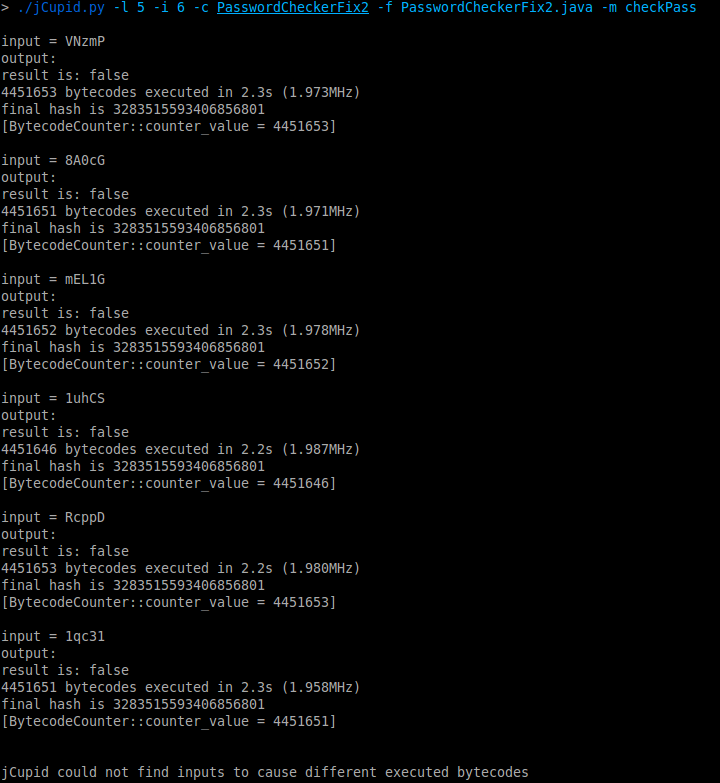 > ./jCupid.py -l 5 -i 6 -c PasswordCheckerFix2 -f PasswordCheckerFix2.java -m checkPass
input = VNzmP
output:
result is: false
4451653 bytecodes executed in 2.3s (1.973MHz)
final hash is 3283515593406856801
[BytecodeCounter::counter_value = 4451653]
input = 8A0cG
output:
result is: false
4451651 bytecodes executed in 2.3s (1.971MHz)
final hash is 3283515593406856801
[BytecodeCounter::counter_value = 4451651]
input = mEL1G
output:
result is: false
4451652 bytecodes executed in 2.3s (1.978MHz)
final hash is 3283515593406856801
[BytecodeCounter::counter_value = 4451652]
input = 1uhCS
output:
result is: false
4451646 bytecodes executed in 2.2s (1.987MHz)
final hash is 3283515593406856801
[BytecodeCounter::counter_value = 4451646]
input = RcppD
output:
result is: false
4451653 bytecodes executed in 2.2s (1.980MHz)
final hash is 3283515593406856801
[BytecodeCounter::counter_value = 4451653]
input = 1qc31
output:
result is: false
4451651 bytecodes executed in 2.3s (1.958MHz)
final hash is 3283515593406856801
[BytecodeCounter::counter_value = 4451651]
jCupid could not find inputs to cause different executed bytecodes